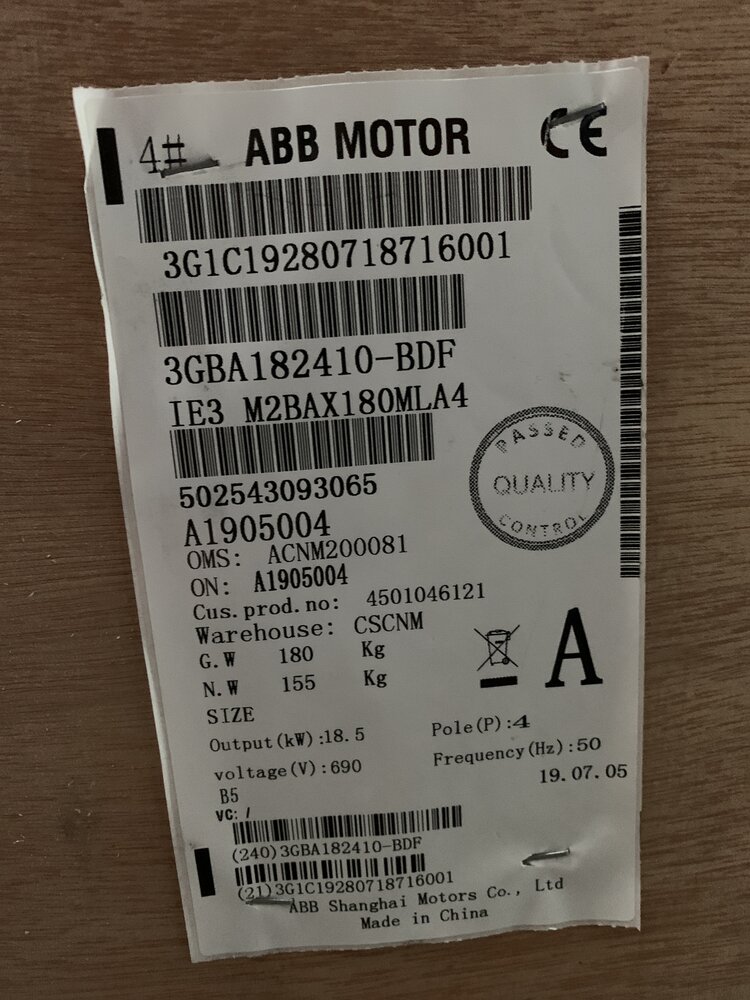 4# ABB MOTOR CE
3G1C19280718716001
3GBA182410-BDF
IE3 M2BAX180MLA4
502543093065
A1905004
OMS: ACNM200081
ON: A1905004
Cus.prod.no: 4501046121
Warehouse: CSCNM
G.W 180 Kg
N.W 155 Kg
SIZE
Output(kW):18.5 Pole(P):4
voltage(V):690 Frequency(Hz):50
B5 19.07.05
VC: /
(240)3GBA182410-BDF
(21)3G1C19280718716001
ABB Shanghai Motors Co., Ltd
Made in China
PASSED
QUALITY
CONTROL
A